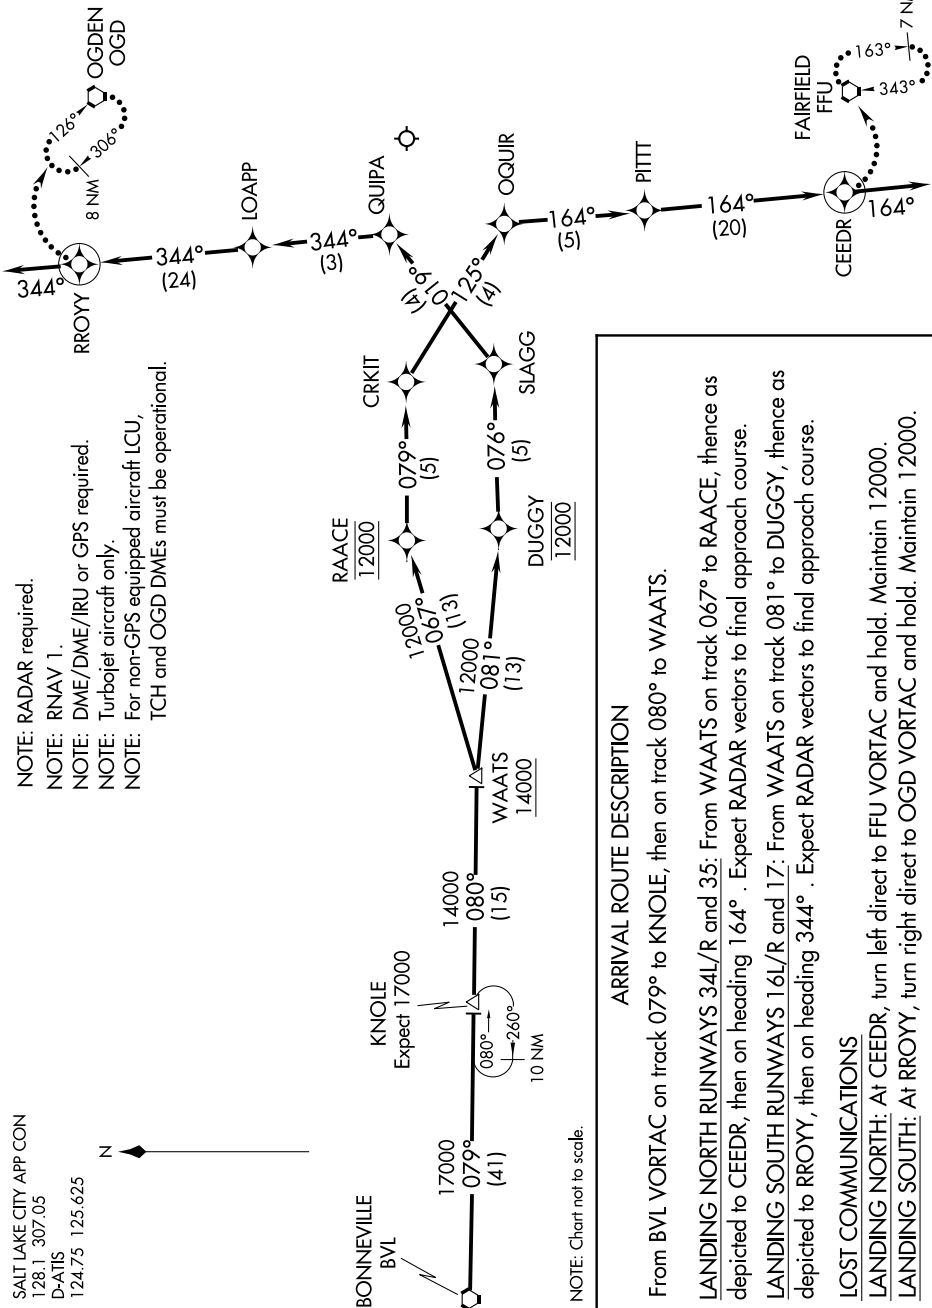 SALT LAKE CITY APP CON
128.1 307.05
D-ATIS
124.75 125.625
N
NOTE: RADAR required.
NOTE: RNAV 1.
NOTE: DME/DME/IRU or GPS required.
NOTE: Turbojet aircraft only.
NOTE: For non-GPS equipped aircraft LCU,
TCH and OGD DMEs must be operational.
344°
RROYY
8 NM
126°
306°
OGDEN
OGD
344°
(24)
LOAPP
344°
(3)
QUIPA
019°
(4)
125°
(4)
OQUIR
164°
(5)
PITTT
164°
(20)
CEEDR
164°
FAIRFIELD
FFU
163°
343°
CRKIT
SLAGG
079°
(5)
076°
(5)
RAACE
12000
DUGGY
12000
12000
067°
(13)
12000
081°
(13)
WAATS
14000
14000
080°
(15)
KNOLE
Expect 17000
080°
260°
10 NM
17000
079°
(41)
BONNEVILLE
BVL
NOTE: Chart not to scale.
ARRIVAL ROUTE DESCRIPTION
From BVL VORTAC on track 079° to KNOLE, then on track 080° to WAATS.
LANDING NORTH RUNWAYS 34L/R and 35: From WAATS on track 067° to RAACE, thence as
depicted to CEEDR, then on heading 164° . Expect RADAR vectors to final approach course.
LANDING SOUTH RUNWAYS 16L/R and 17: From WAATS on track 081° to DUGGY, thence as
depicted to RROYY, then on heading 344° . Expect RADAR vectors to final approach course.
LOST COMMUNICATIONS
LANDING NORTH: At CEEDR, turn left direct to FFU VORTAC and hold. Maintain 12000.
LANDING SOUTH: At RROYY, turn right direct to OGD VORTAC and hold. Maintain 12000.